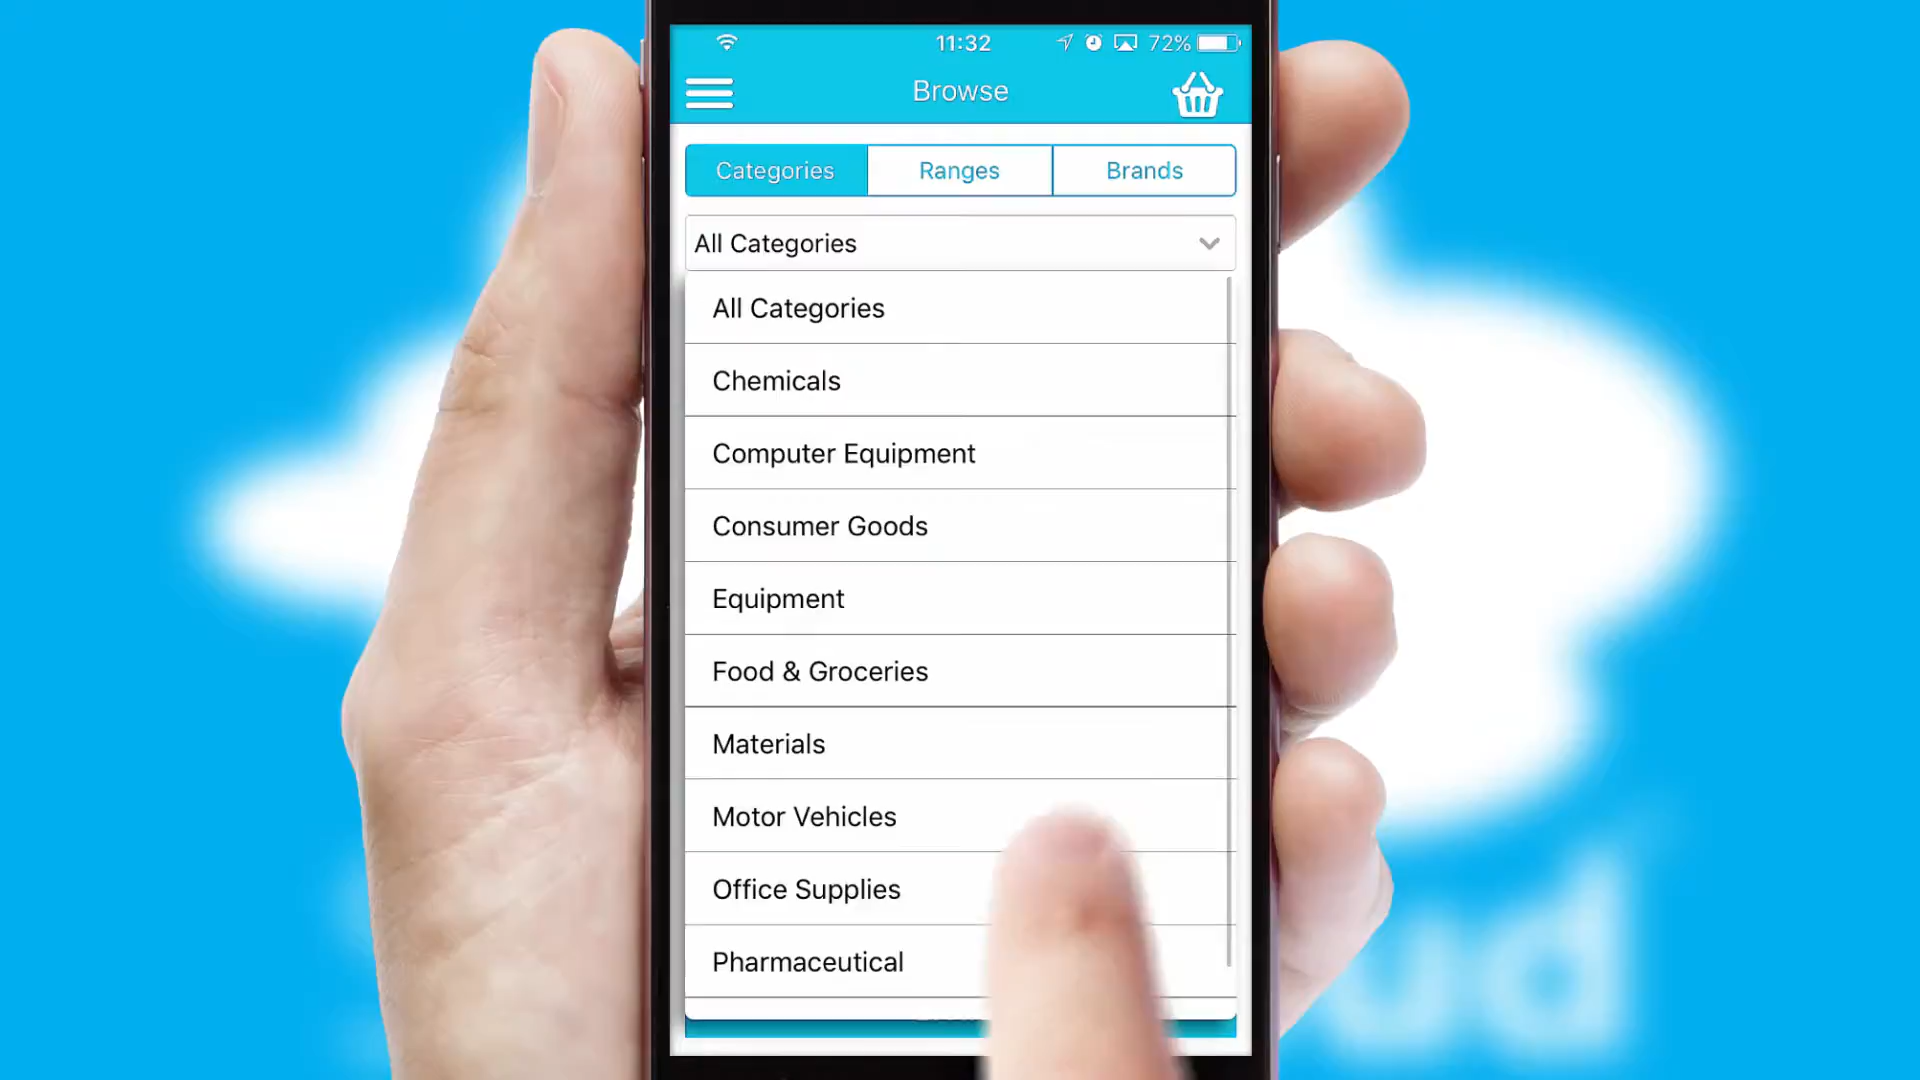 11:32
72%
Browse
Categories
Ranges
Brands
All Categories
All Categories
Chemicals
Computer Equipment
Consumer Goods
Equipment
Food & Groceries
Materials
Motor Vehicles
Office Supplies
Pharmaceutical